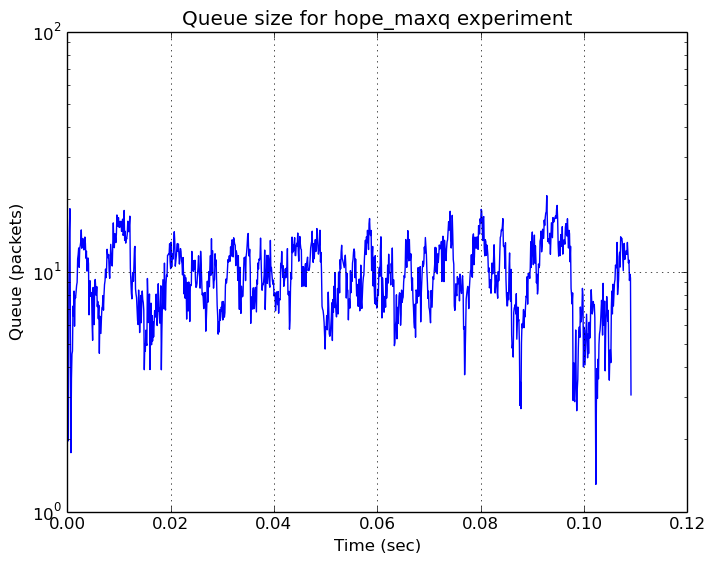 Queue size for hope_maxq experiment
10^2
10^1
10^0
Queue (packets)
0.00 0.02 0.04 0.06 0.08 0.10 0.12
Time (sec)